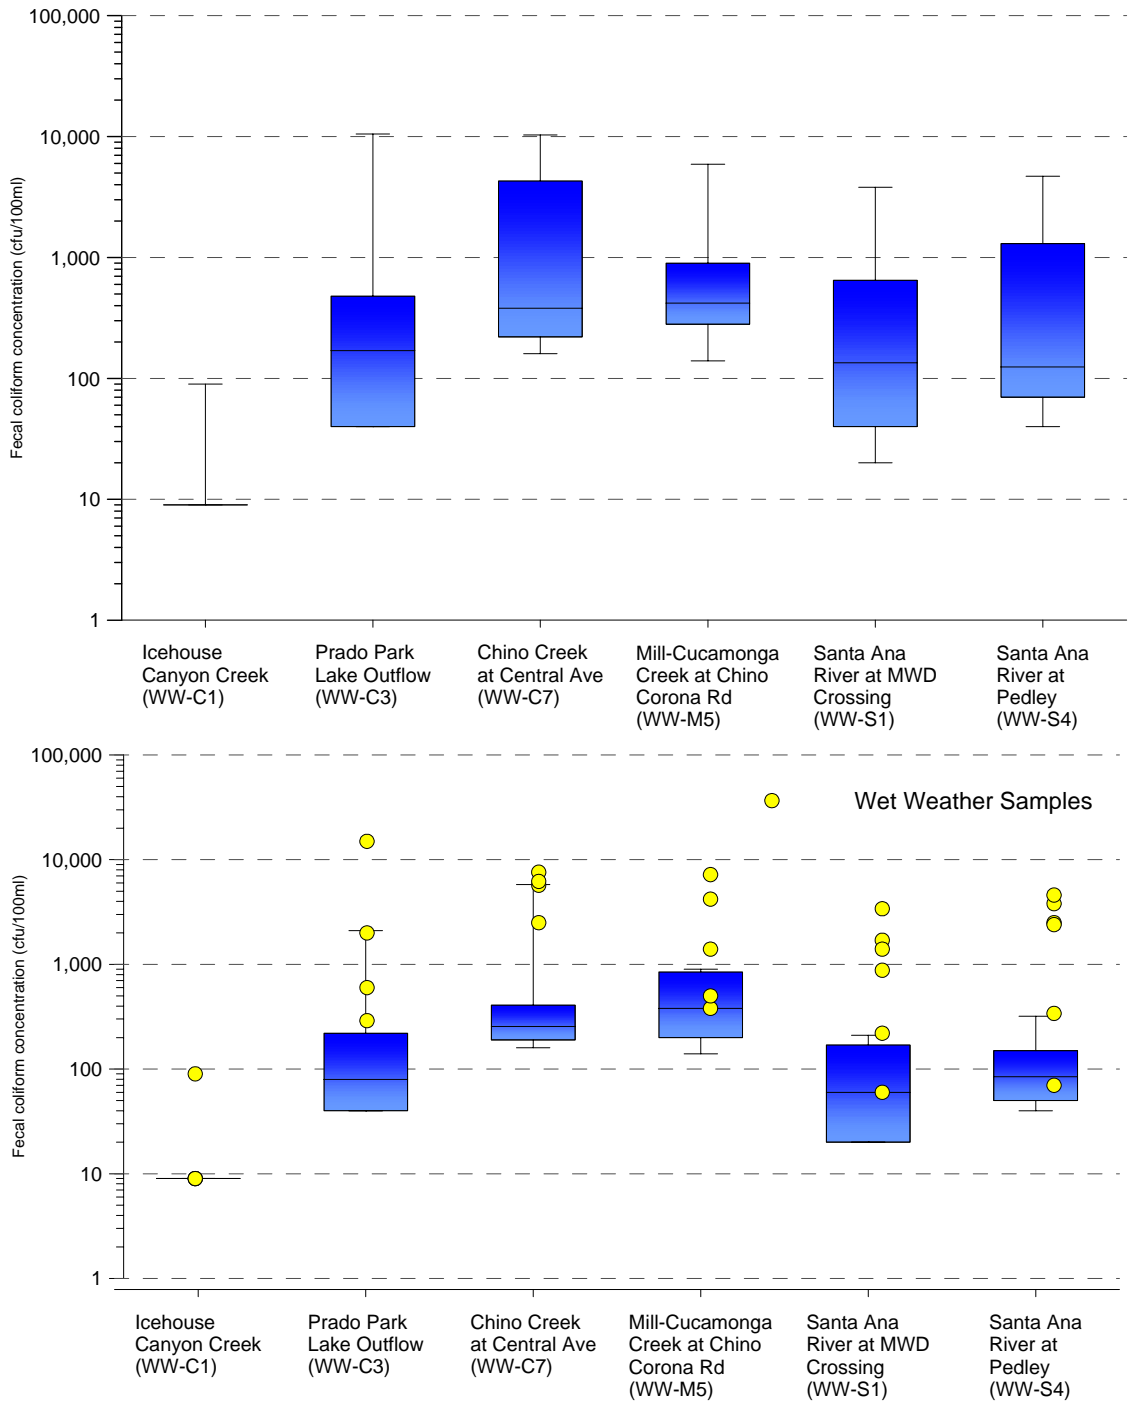 100,000
10,000
1,000
100
10
1
Fecal coliform concentration (cfu/100ml)
Icehouse
Canyon Creek
(WW-C1)
Prado Park
Lake Outflow
(WW-C3)
Chino Creek
at Central Ave
(WW-C7)
Mill-Cucamonga
Creek at Chino
Corona Rd
(WW-M5)
Santa Ana
River at MWD
Crossing
(WW-S1)
Santa Ana
River at
Pedley
(WW-S4)
100,000
10,000
1,000
100
10
1
Fecal coliform concentration (cfu/100ml)
Wet Weather Samples
Icehouse
Canyon Creek
(WW-C1)
Prado Park
Lake Outflow
(WW-C3)
Chino Creek
at Central Ave
(WW-C7)
Mill-Cucamonga
Creek at Chino
Corona Rd
(WW-M5)
Santa Ana
River at MWD
Crossing
(WW-S1)
Santa Ana
River at
Pedley
(WW-S4)